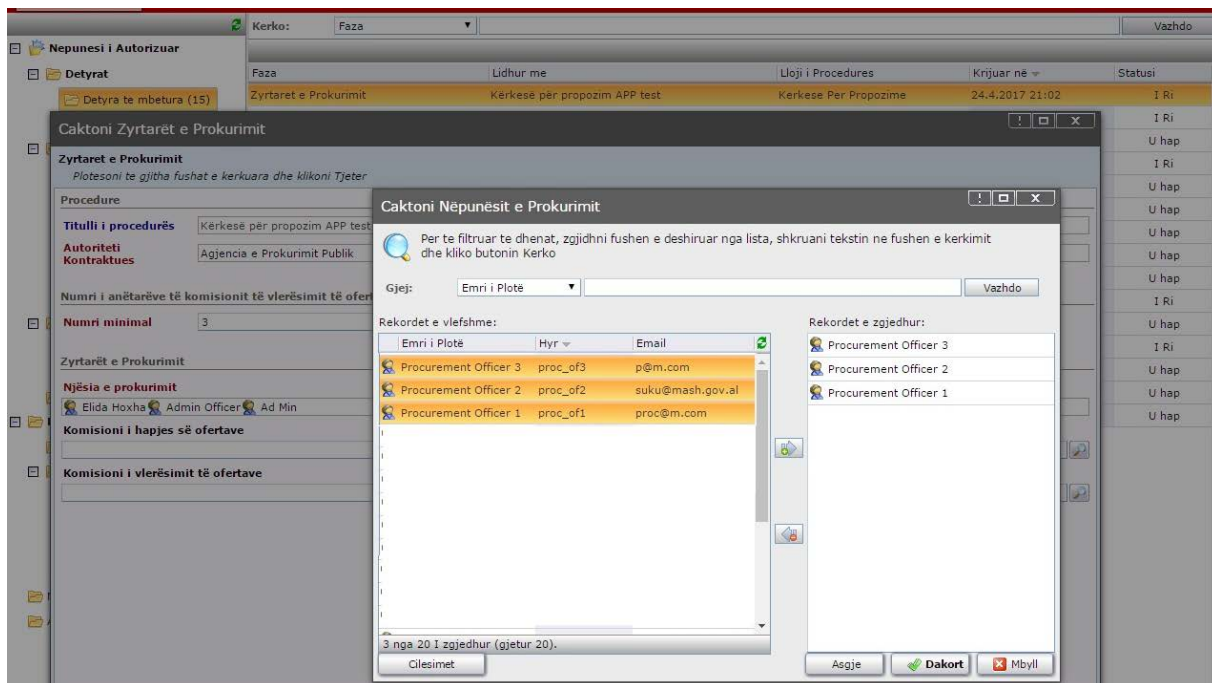 Kerko: Faza Vazhdo
Nepunesi i Autorizuar
Detyrat
Faza Lidhur me Lloji i Procedures Krijuar në Statusi
Detyra te mbetura (15)
Zyrtaret e Prokurimit Kërkesë për propozim APP test Kerkese Per Propozime 24.4.2017 21:02 I Ri
I Ri
U hap
I Ri
U hap
U hap
U hap
U hap
U hap
I Ri
U hap
I Ri
U hap
U hap
U hap
Caktoni Zyrtarët e Prokurimit
Zyrtaret e Prokurimit
Plotesoni te gjitha fushat e kerkuara dhe klikoni Tjeter
Procedure
Titulli i procedurës Kërkesë për propozim APP test
Autoriteti Kontraktues Agjencia e Prokurimit Publik
Numri i anëtarëve të komisionit të vlerësimit të ofert
Numri minimal 3
Zyrtarët e Prokurimit
Njësia e prokurimit
Elida Hoxha Admin Officer Ad Min
Komisioni i hapjes së ofertave
Komisioni i vlerësimit të ofertave
Caktoni Nëpunësit e Prokurimit
Per te filtruar te dhenat, zgjidhni fushen e deshiruar nga lista, shkruani tekstin ne fushen e kerkimit
dhe kliko butonin Kerko
Gjej: Emri i Plotë Vazhdo
Rekordet e vlefshme: Rekordet e zgjedhur:
Emri i Plotë Hyr Email
Procurement Officer 3 proc_of3 p@m.com
Procurement Officer 2 proc_of2 suku@mash.gov.al
Procurement Officer 1 proc_of1 proc@m.com
Procurement Officer 3
Procurement Officer 2
Procurement Officer 1
3 nga 20 I zgjedhur (gjetur 20).
Cilesimet Asgje Dakort Mbyll